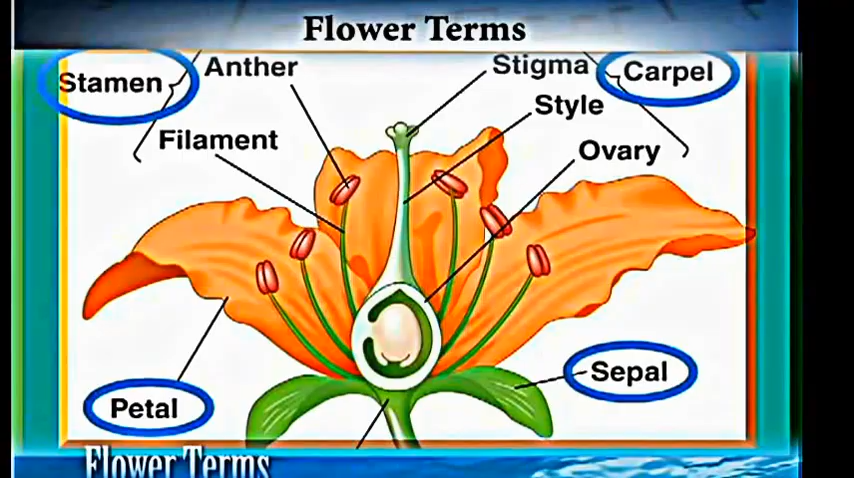 Flower Terms
Stamen
Anther
Stigma
Carpel
Style
Filament
Ovary
Sepal
Petal
Flower Terms